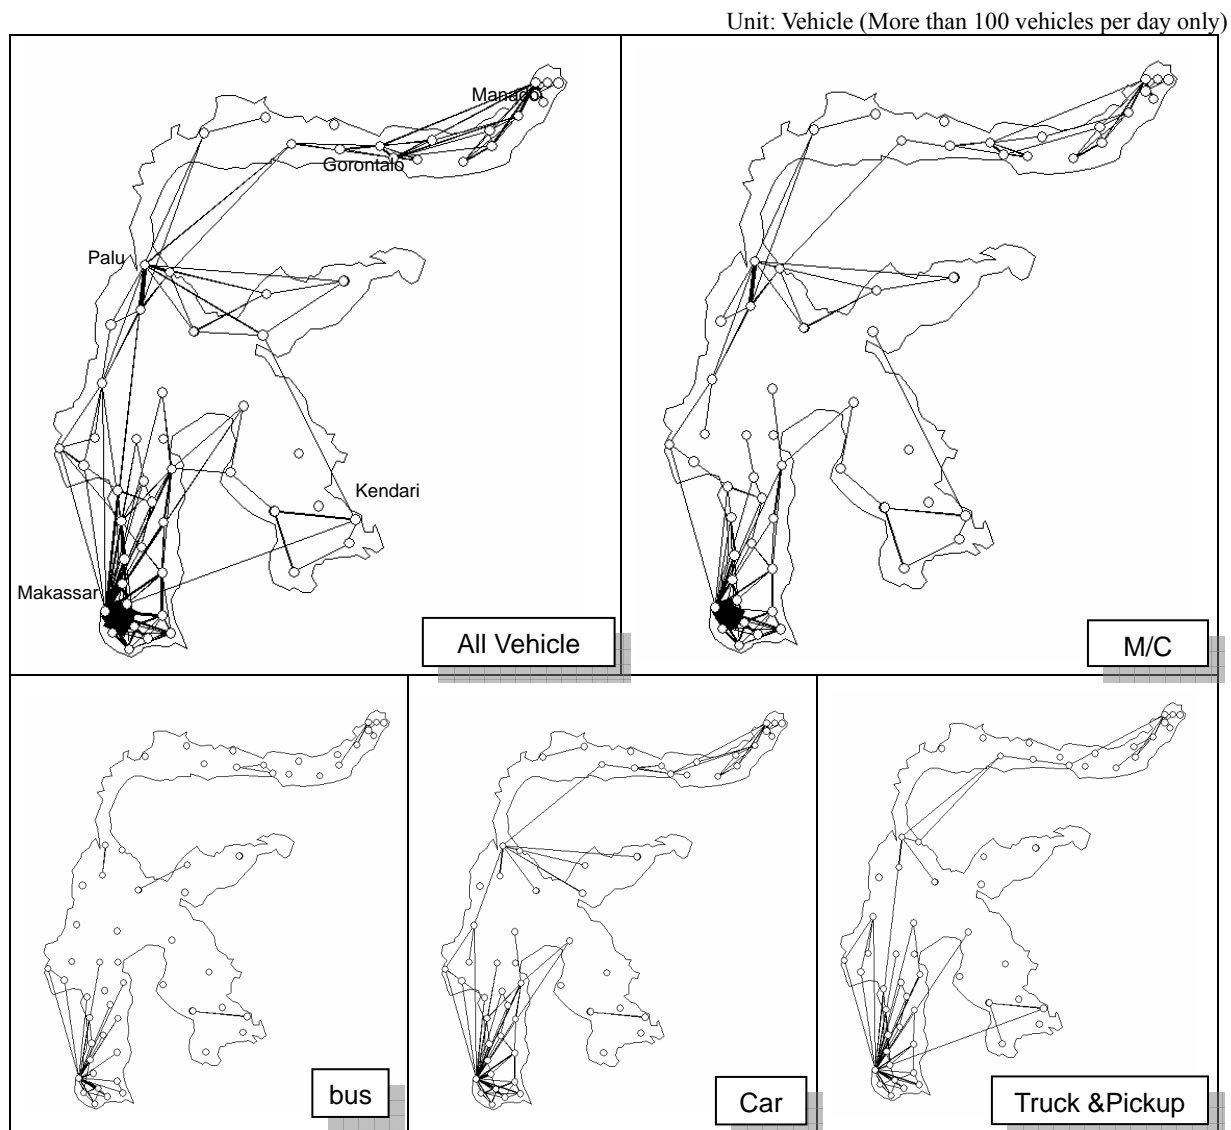 Unit: Vehicle (More than 100 vehicles per day only)
Manado
Gorontalo
Palu
Kendari
Makassar
All Vehicle
M/C
bus
Car
Truck &Pickup